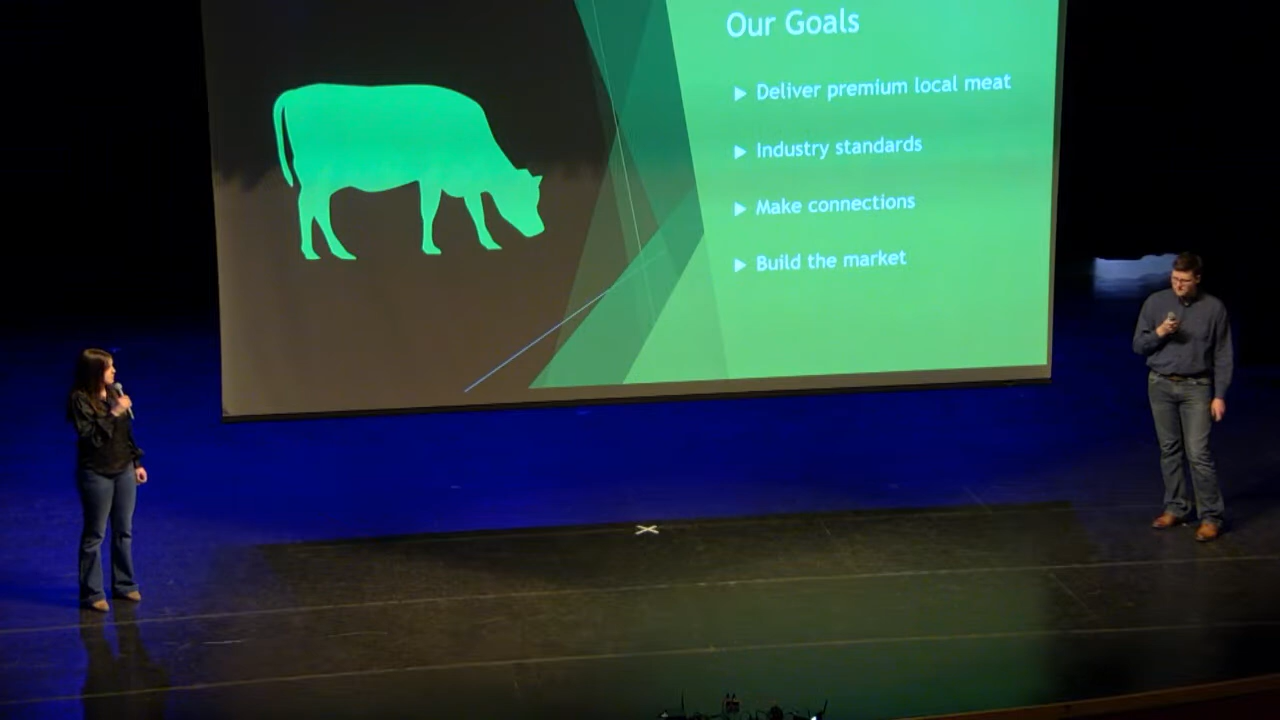 Our Goals
Deliver premium local meat
Industry standards
Make connections
Build the market